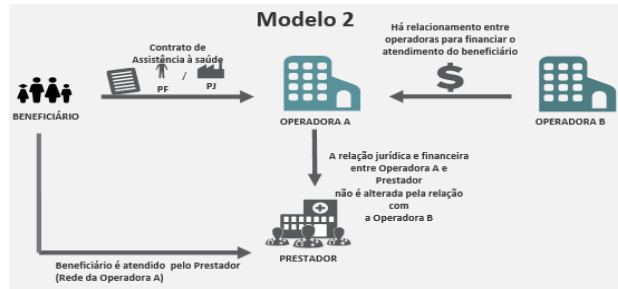 Modelo 2
Contrato de
Assistência à saúde
PF / PJ
Há relacionamento entre
operadoras para financiar o
atendimento do beneficiário
$
BENEFICIÁRIO
OPERADORA A
OPERADORA B
A relação jurídica e financeira
entre Operadora A e
Prestador
não é alterada pela relação
com
a Operadora B
PRESTADOR
Beneficiário é atendido pelo Prestador
(Rede da Operadora A)